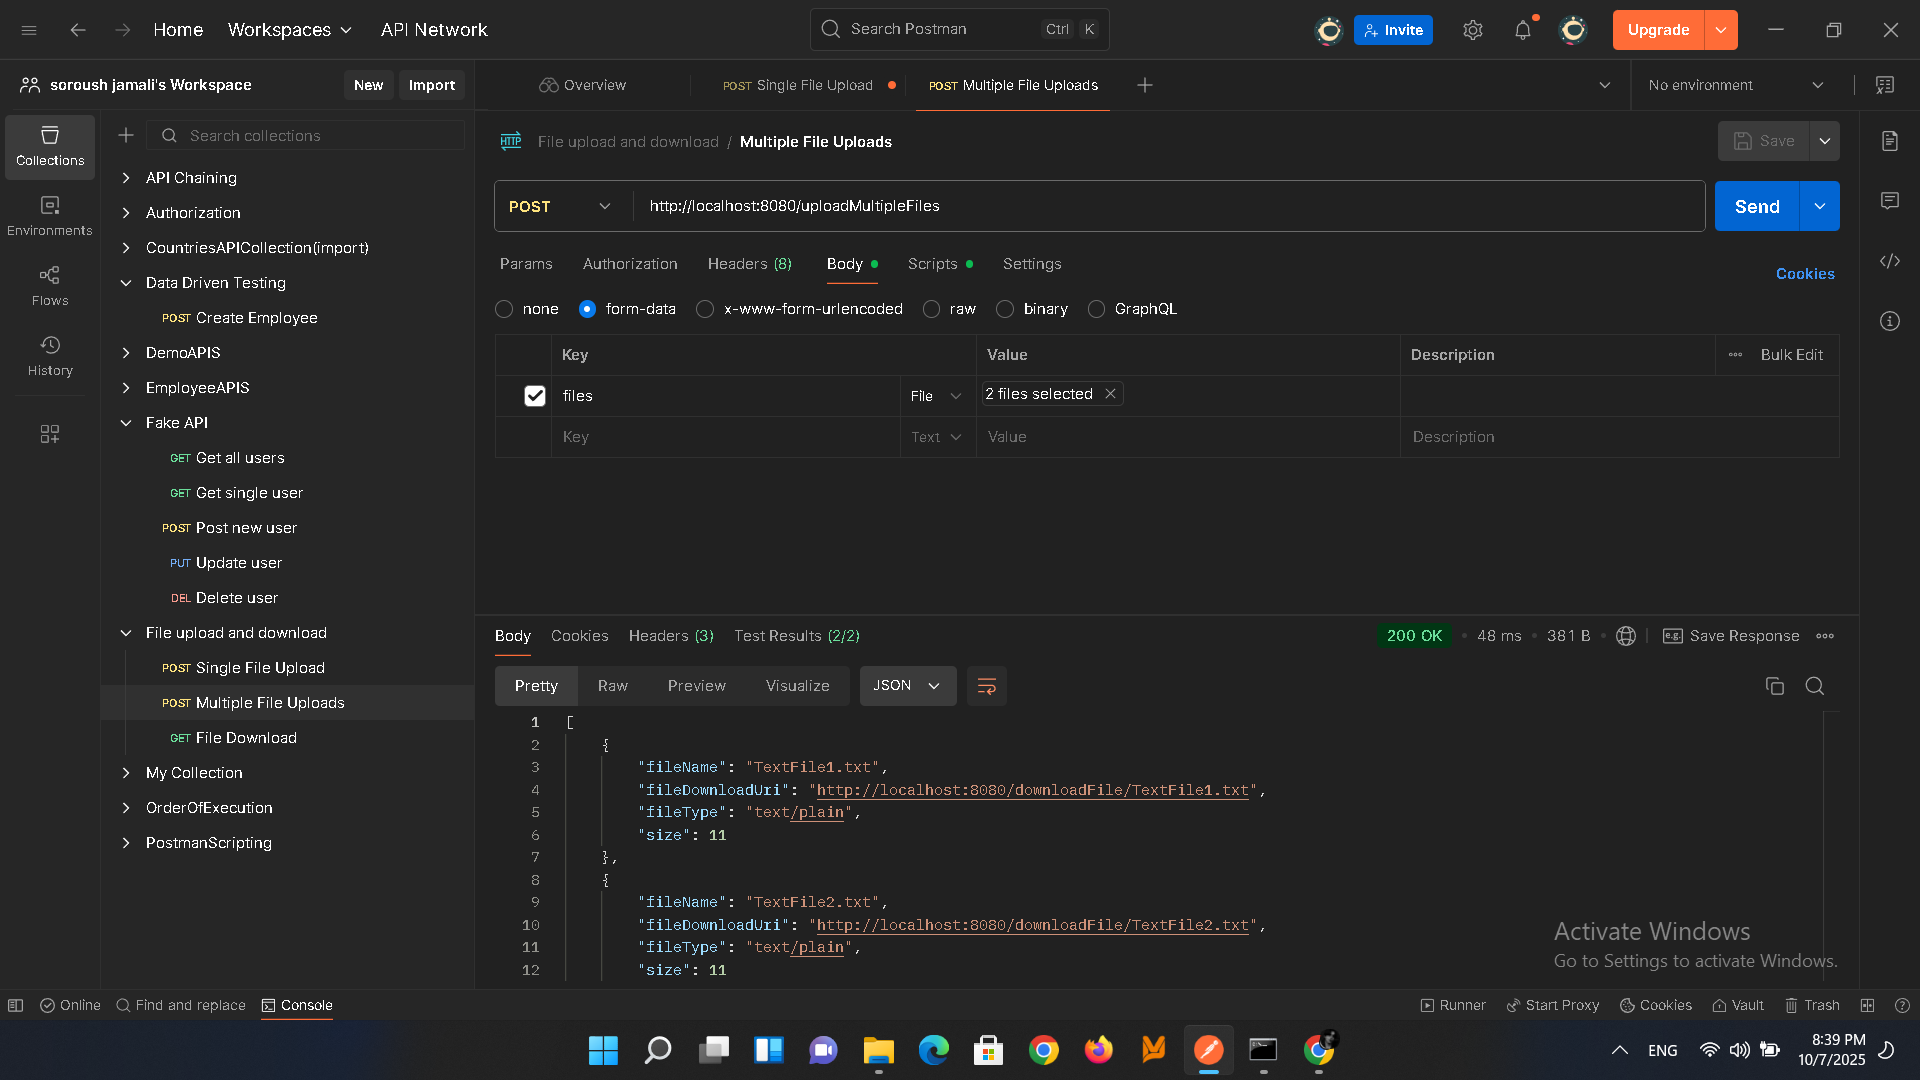 Home Workspaces API Network Search Postman Ctrl K Invite Upgrade
soroush jamali's Workspace New Import Overview POST Single File Upload POST Multiple File Uploads No environment
Collections
Environments
Flows
History
Search collections
API Chaining
Authorization
CountriesAPICollection(import)
Data Driven Testing
POST Create Employee
DemoAPIS
EmployeeAPIS
Fake API
GET Get all users
GET Get single user
POST Post new user
PUT Update user
DEL Delete user
File upload and download
POST Single File Upload
POST Multiple File Uploads
GET File Download
My Collection
OrderOfExecution
PostmanScripting
HTTP File upload and download / Multiple File Uploads Save
POST http://localhost:8080/uploadMultipleFiles Send
Params Authorization Headers (8) Body Scripts Settings Cookies
none form-data x-www-form-urlencoded raw binary GraphQL
Key Value Description Bulk Edit
files File 2 files selected
Key Text Value Description
Body Cookies Headers (3) Test Results (2/2) 200 OK 48 ms 381 B e.g. Save Response
Pretty Raw Preview Visualize JSON
1 [
2 {
3 "fileName": "TextFile1.txt",
4 "fileDownloadUri": "http://localhost:8080/downloadFile/TextFile1.txt",
5 "fileType": "text/plain",
6 "size": 11
7 },
8 {
9 "fileName": "TextFile2.txt",
10 "fileDownloadUri": "http://localhost:8080/downloadFile/TextFile2.txt",
11 "fileType": "text/plain",
12 "size": 11
Activate Windows
Go to Settings to activate Windows.
Online Find and replace Console Runner Start Proxy Cookies Vault Trash
ENG 8:39 PM
10/7/2025